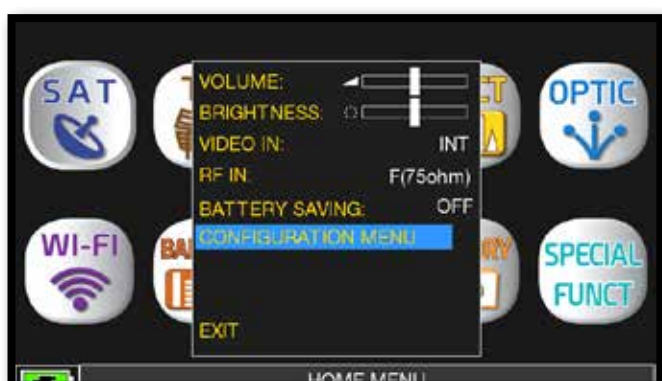 SAT
VOLUME:
BRIGHTNESS:
VIDEO IN: INT
RF IN: F(75ohm)
BATTERY SAVING: OFF
CONFIGURATION MENU
EXIT
OPTIC
WI-FI
SPECIAL
FUNCT
HOME MENU